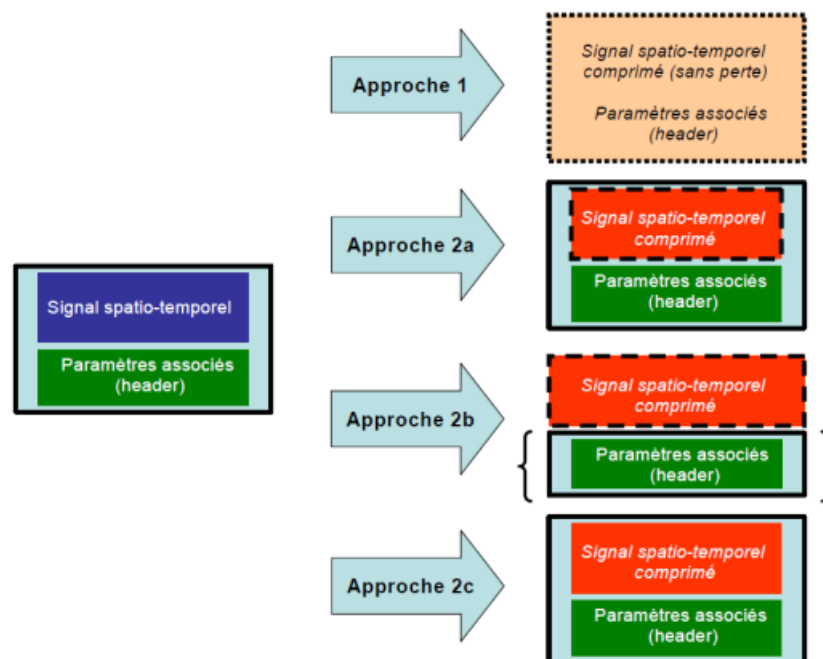 Signal spatio-temporel
Paramètres associés
(header)
Approche 1
Signal spatio-temporel
comprimé (sans perte)
Paramètres associés
(header)
Approche 2a
Signal spatio-temporel
comprimé
Paramètres associés
(header)
Approche 2b
Signal spatio-temporel
comprimé
Paramètres associés
(header)
Approche 2c
Signal spatio-temporel
comprimé
Paramètres associés
(header)